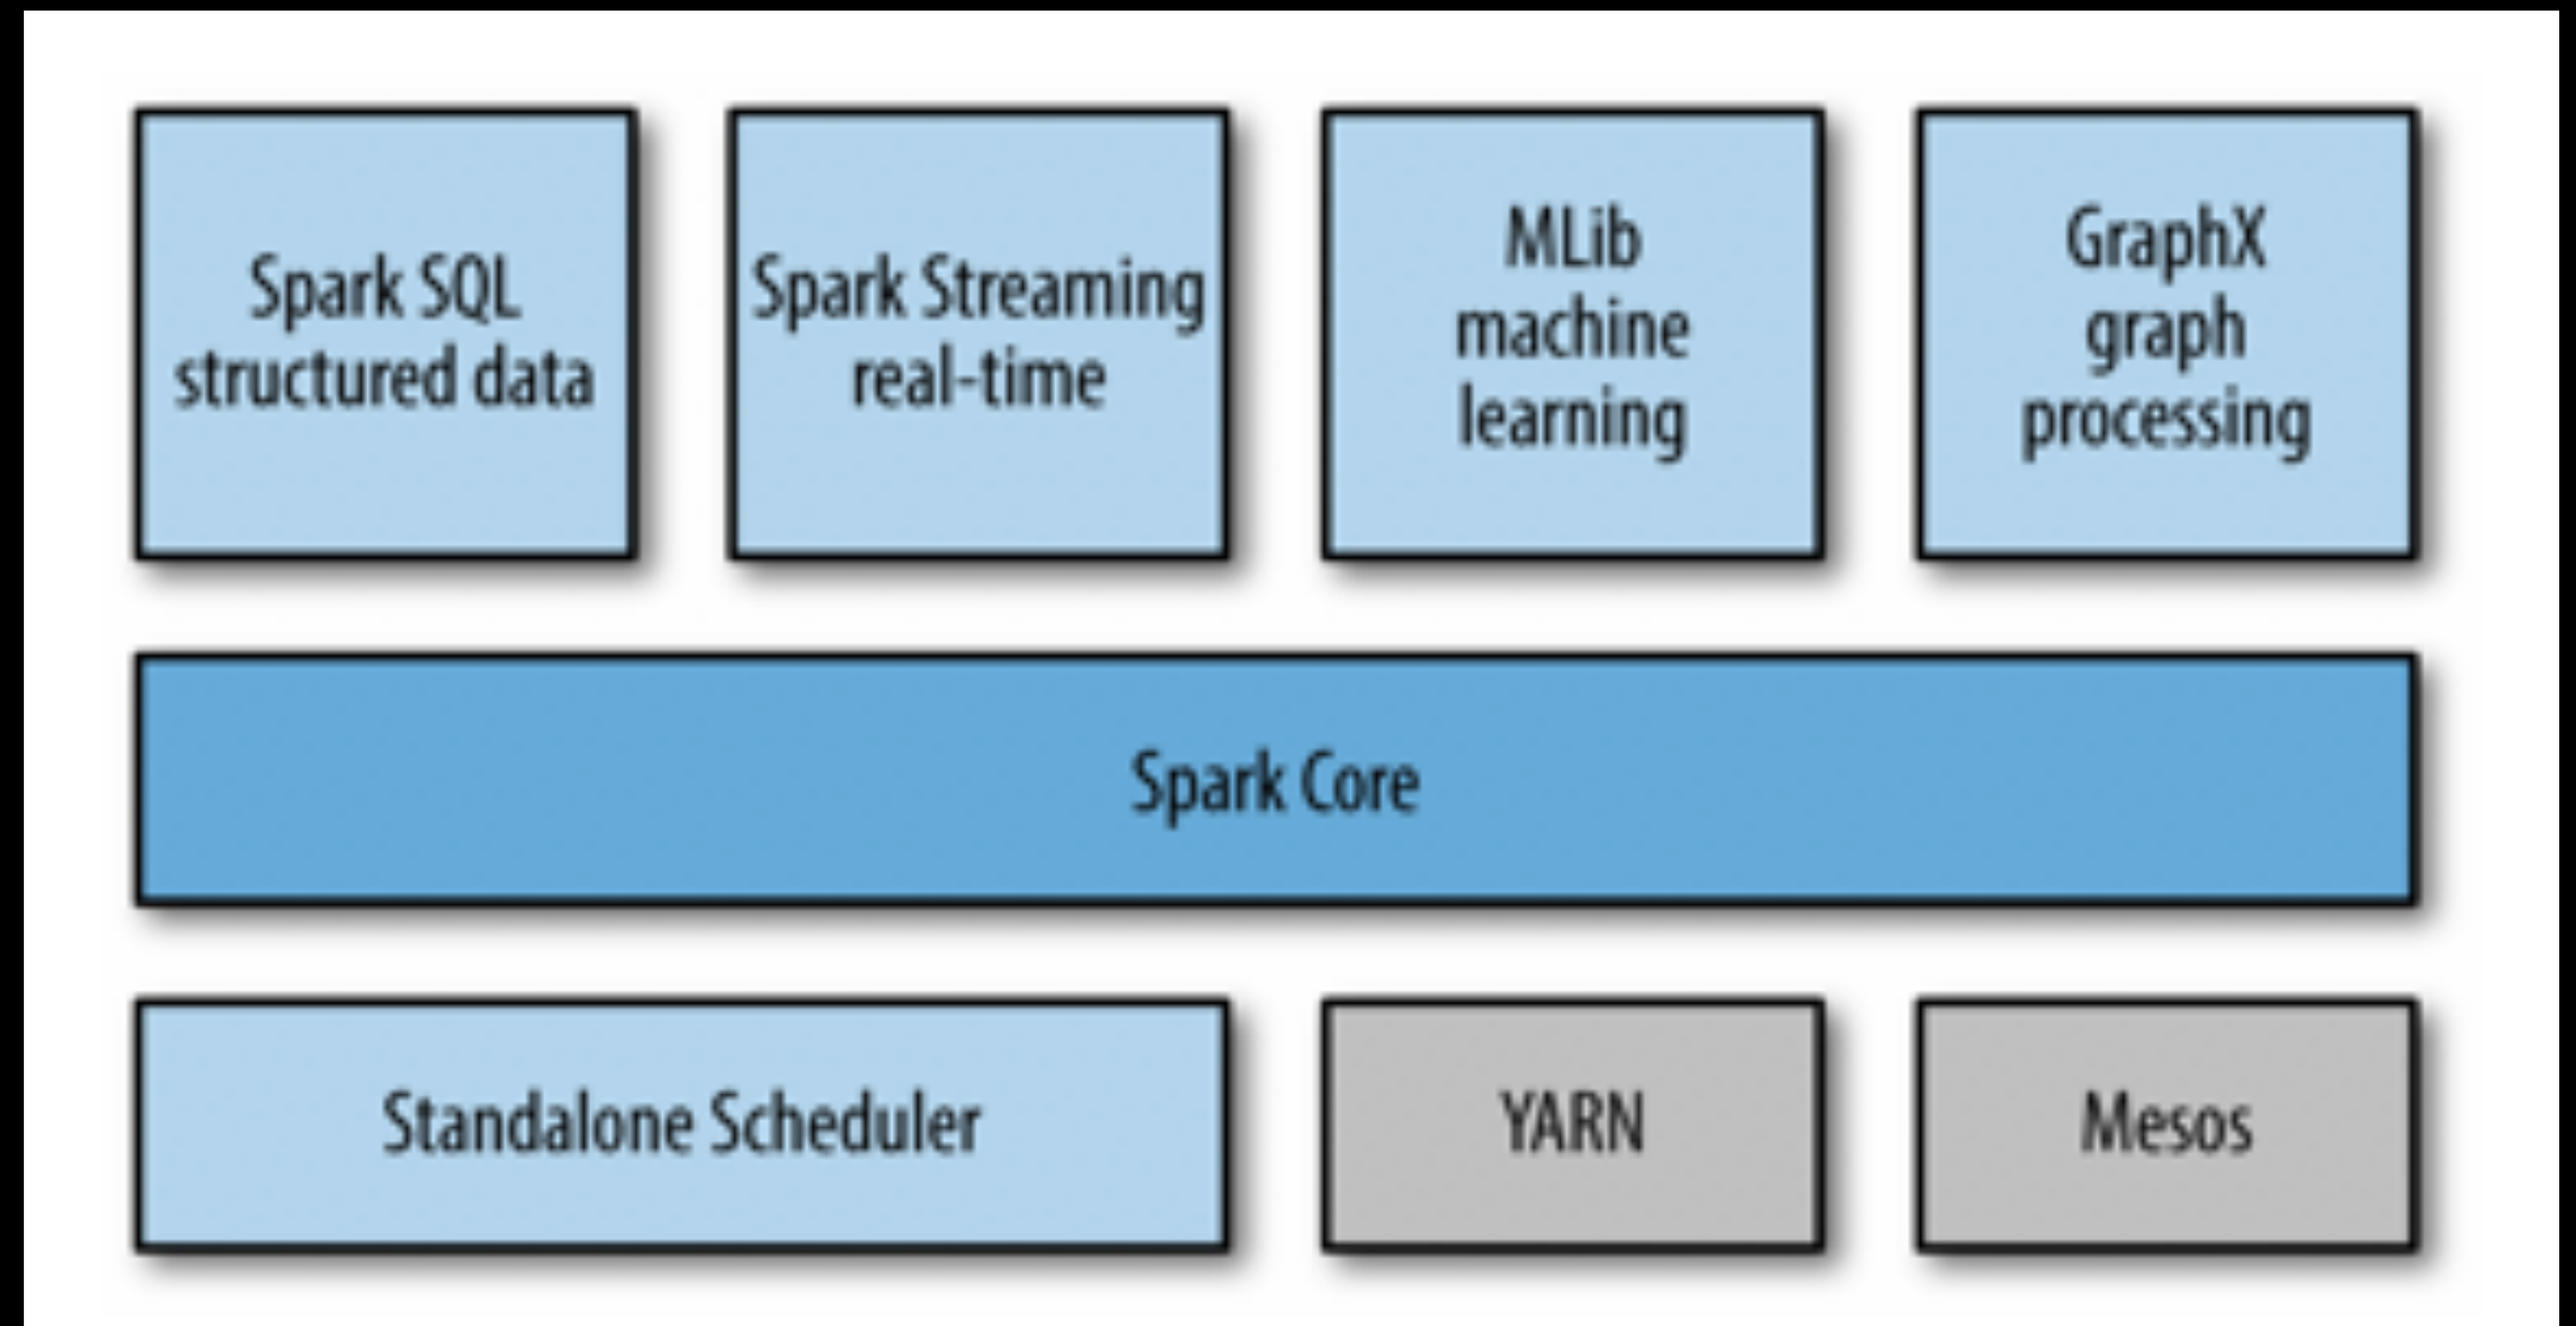 Spark SQL
structured data
Spark Streaming
real-time
MLib
machine
learning
GraphX
graph
processing
Spark Core
Standalone Scheduler
YARN
Mesos